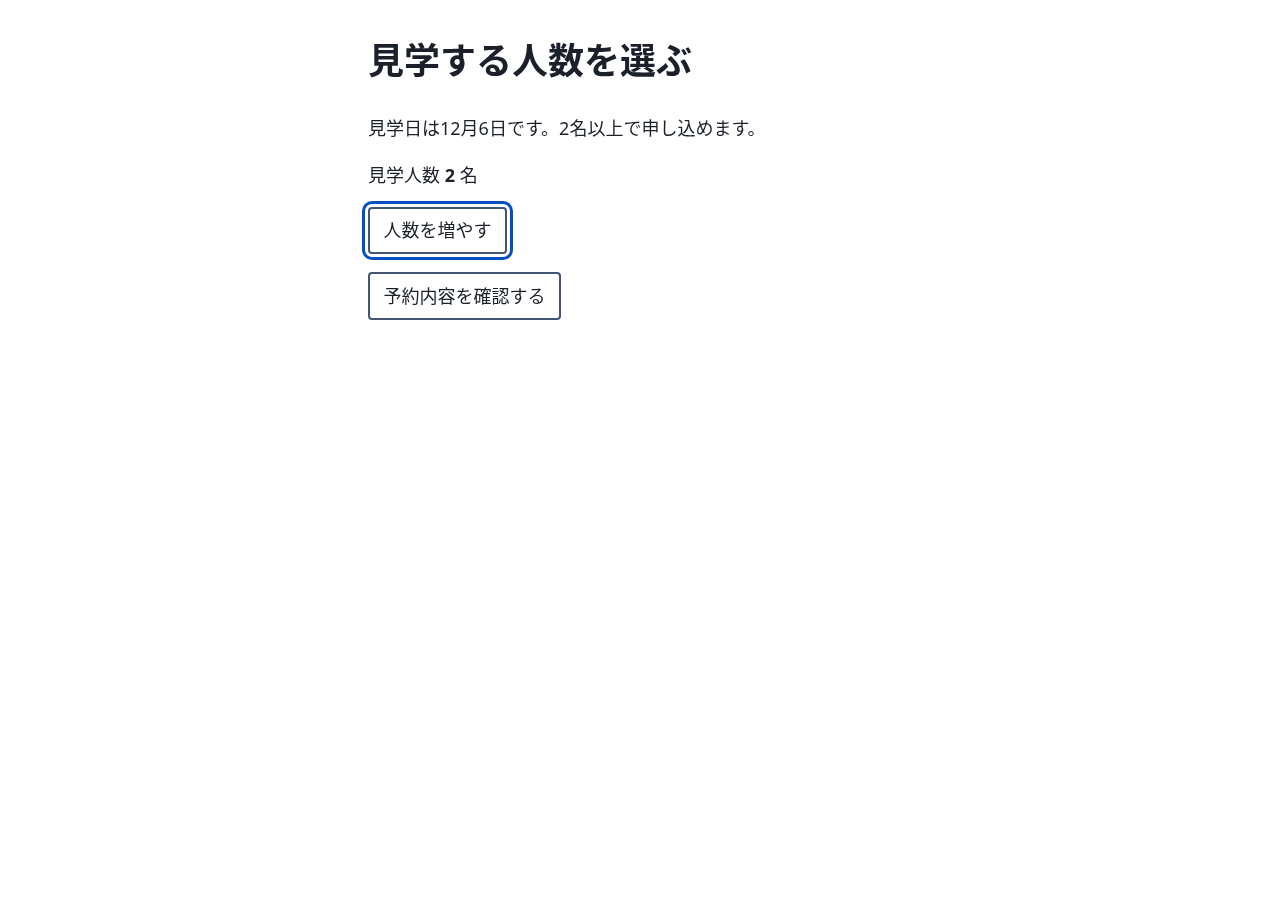 見学する人数を選ぶ
見学日は12月6日です。2名以上で申し込めます。
見学人数 2 名
人数を増やす
予約内容を確認する